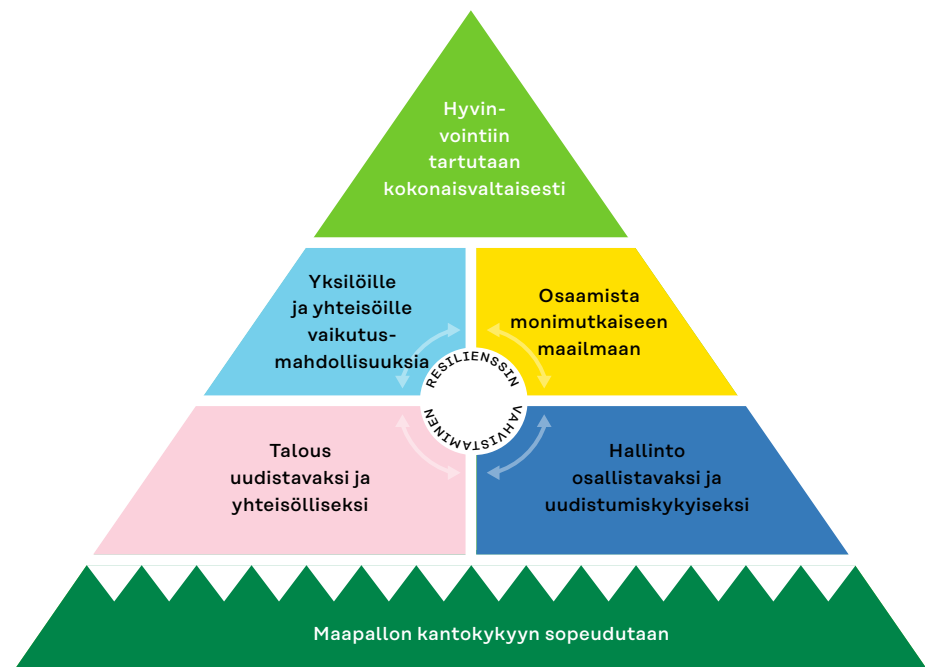 Hyvin-
vointiin
tartutaan
kokonaisvaltaisesti
Yksilöille
ja yhteisöille
vaikutus-
mahdollisuuksia
Osaamista
monimutkaiseen
maailmaan
RESILIENSSIN
VAHVISTAMINEN
Talous
uudistavaksi ja
yhteisölliseksi
Hallinto
osallistavaksi ja
uudistumiskykyiseksi
Maapallon kantokykyyn sopeudutaan